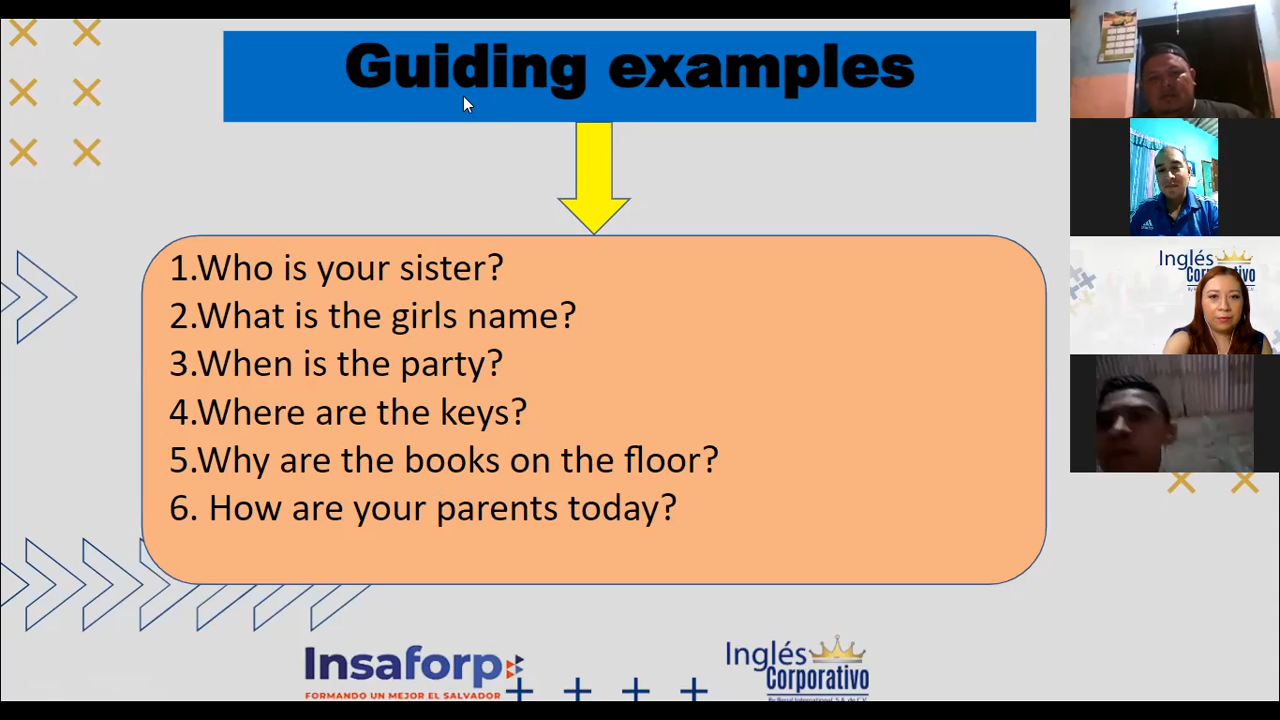 Guiding examples
1.Who is your sister?
2.What is the girls name?
3.When is the party?
4.Where are the keys?
5.Why are the books on the floor?
6. How are your parents today?
Insaforp
FORMANDO UN MEJOR EL SALVADOR
Inglés
Corporativo
Inglés
Corporativo